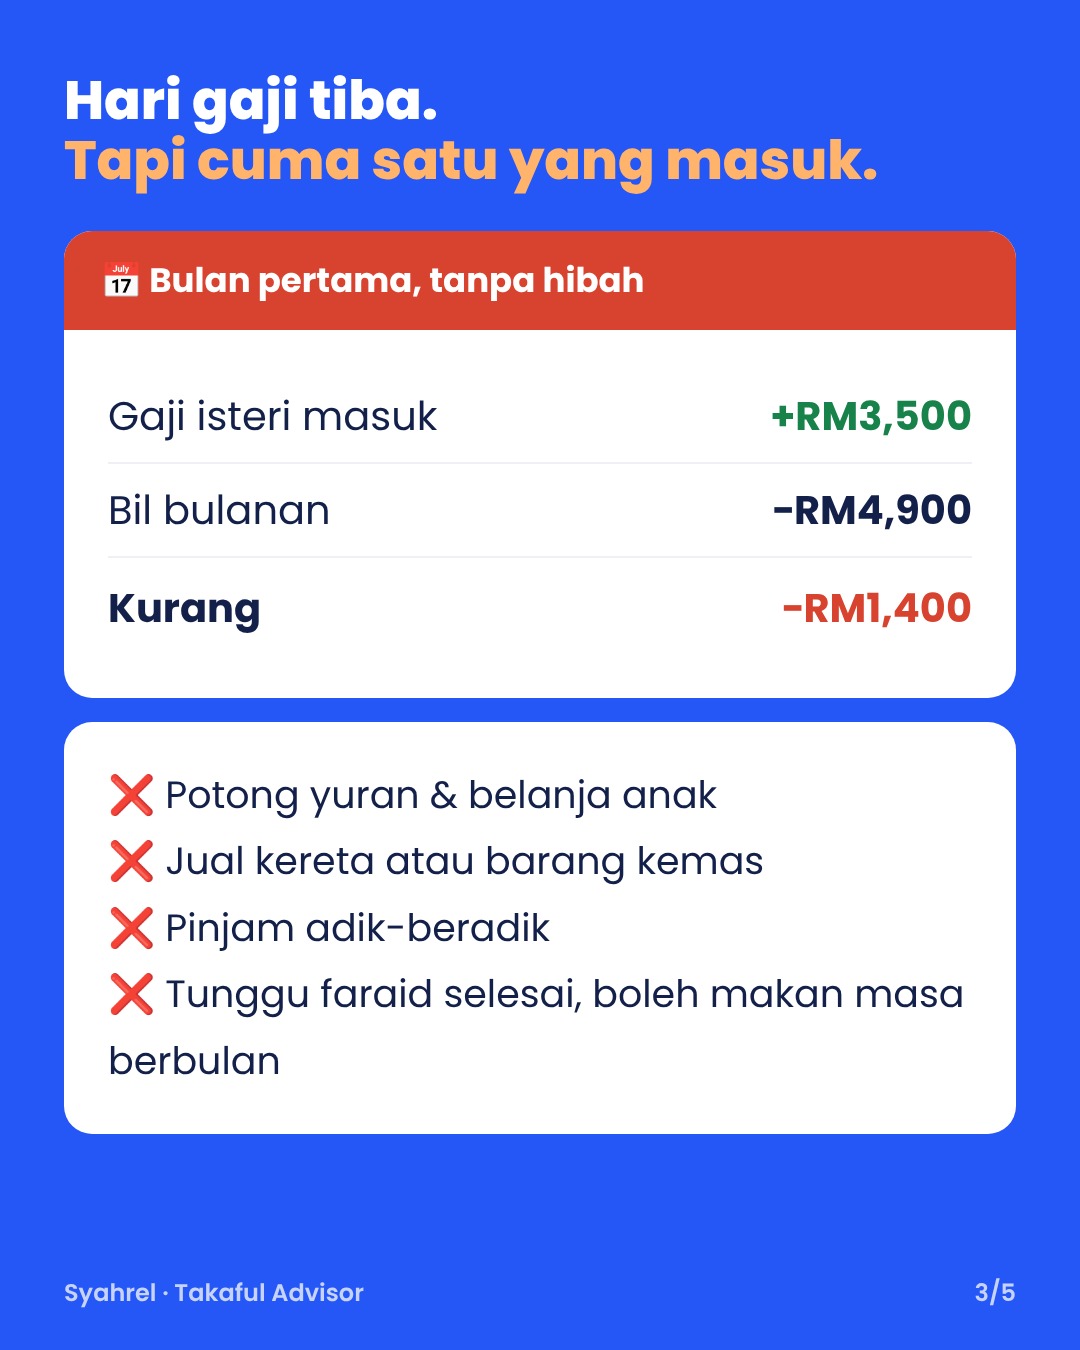 Hari gaji tiba.
Tapi cuma satu yang masuk.
📅 Bulan pertama, tanpa hibah
Gaji isteri masuk +RM3,500
Bil bulanan −RM4,900
Kurang −RM1,400
❌ Potong yuran & belanja anak
❌ Jual kereta atau barang kemas
❌ Pinjam adik-beradik
❌ Tunggu faraid selesai, boleh makan masa
berbulan
Syahrel · Takaful Advisor 3/5